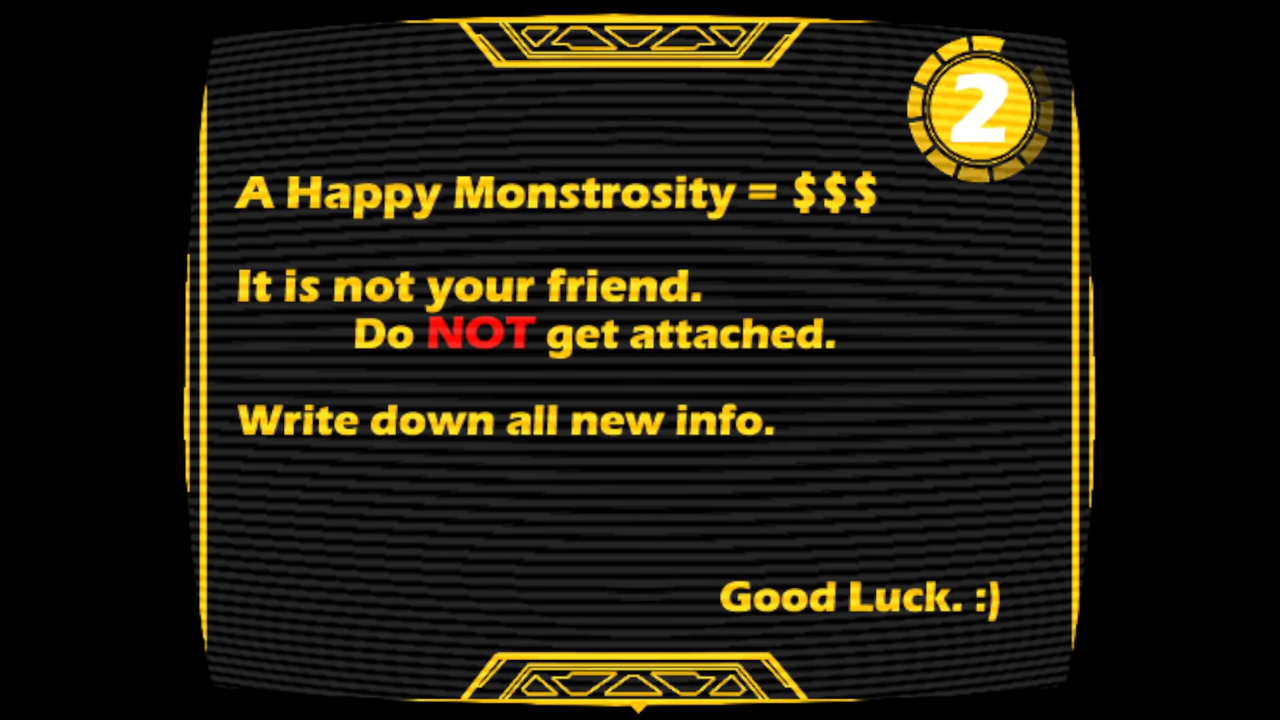 2
A Happy Monstrosity = $$$
It is not your friend.
Do NOT get attached.
Write down all new info.
Good Luck. :)